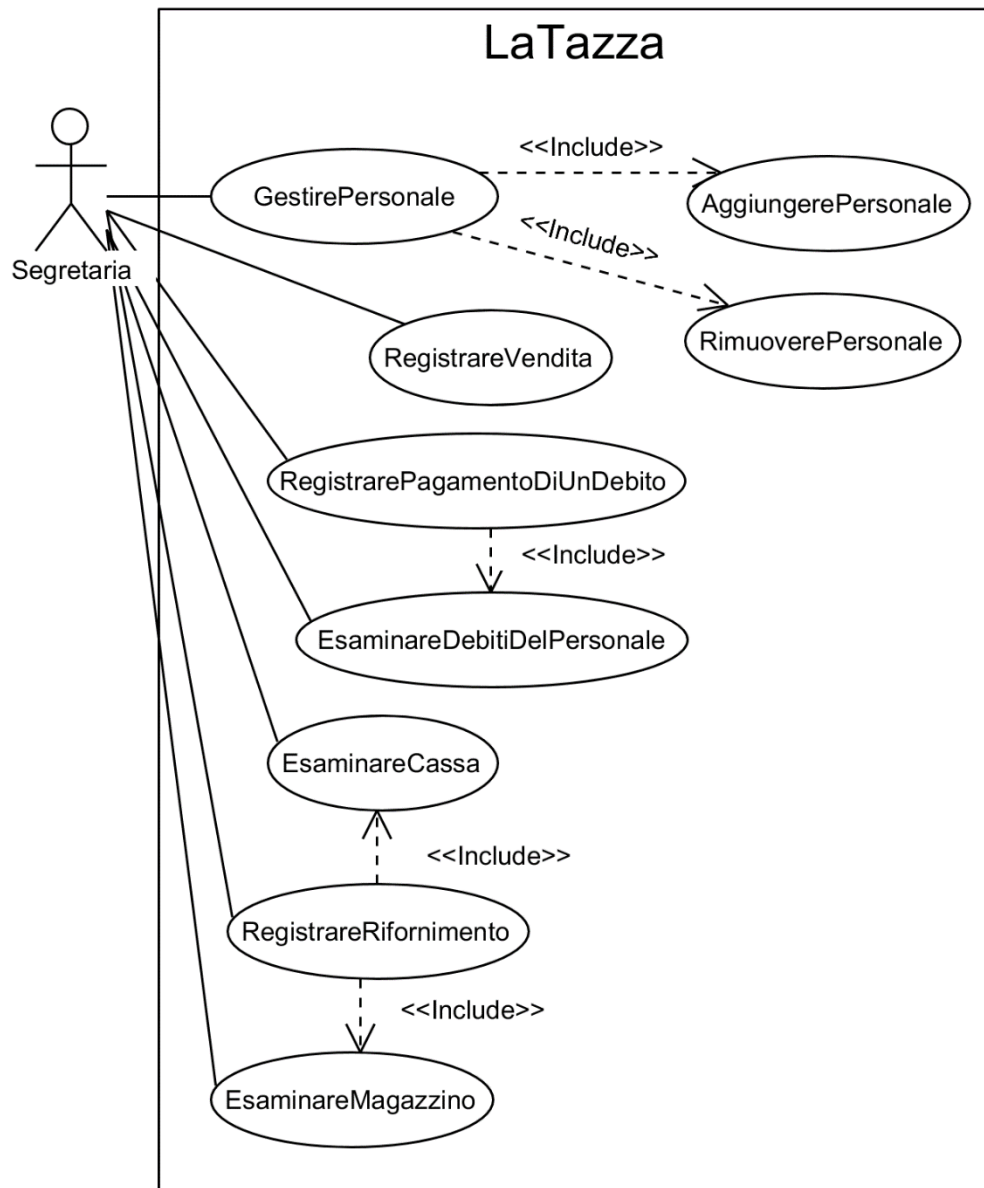 LaTazza
<<Include>>
GestirePersonale
AggiungerePersonale
<<Include>>
Segretaria
RimuoverePersonale
RegistrareVendita
RegistrarePagamentoDiUnDebito
<<Include>>
EsaminareDebitiDelPersonale
EsaminareCassa
<<Include>>
RegistrareRifornimento
<<Include>>
EsaminareMagazzino